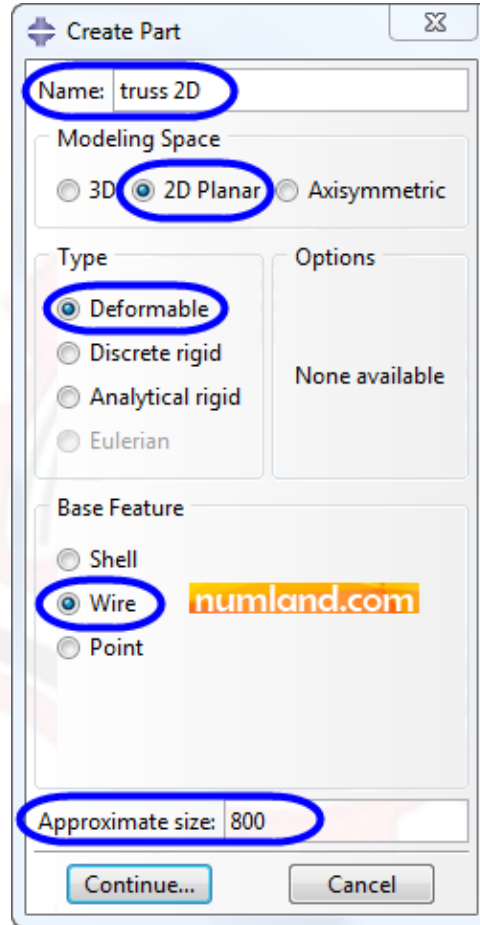 Create Part
Name: truss 2D
Modeling Space
3D 2D Planar Axisymmetric
Type
Options
Deformable
Discrete rigid
Analytical rigid
Eulerian
None available
Base Feature
Shell
Wire
numland.com
Point
Approximate size: 800
Continue... Cancel